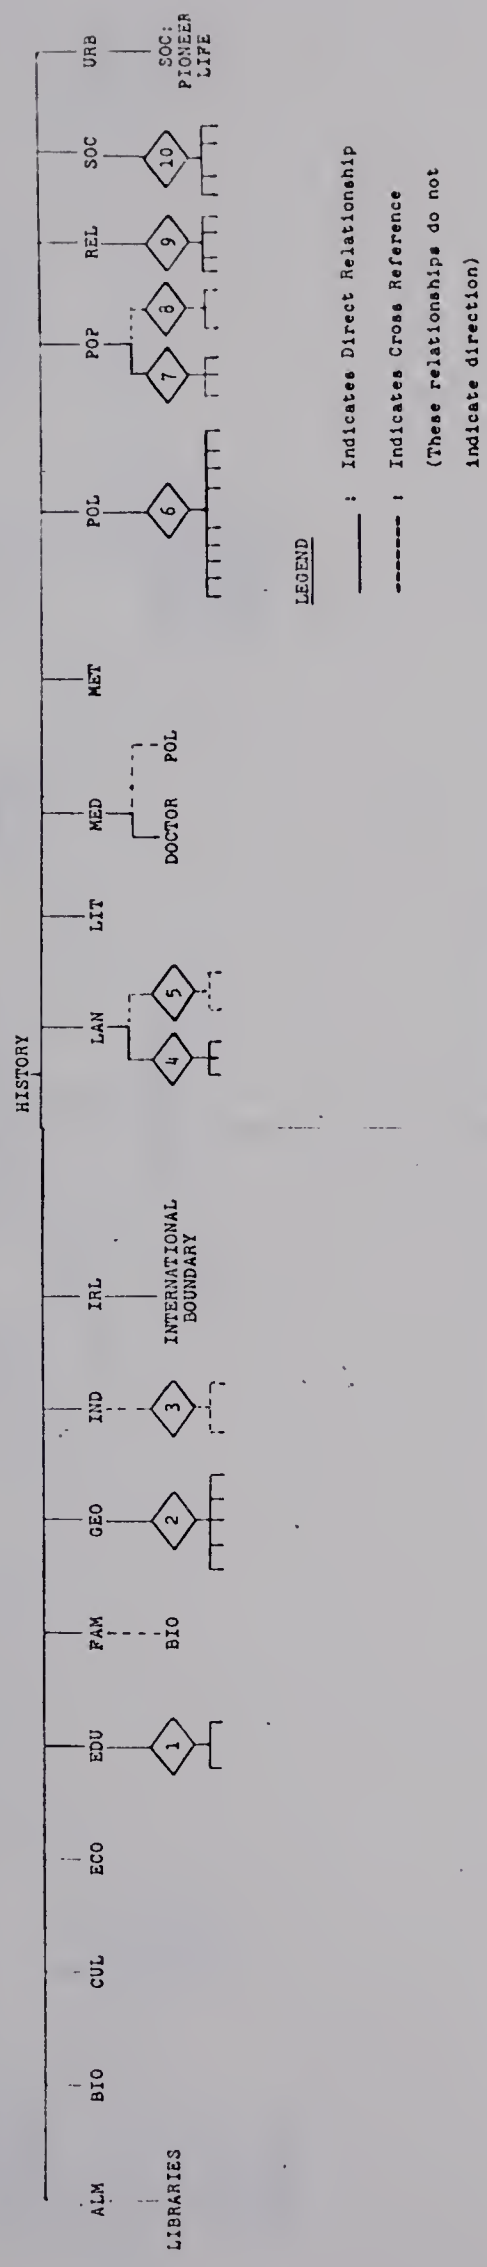 HISTORY
ALM
BIO
CUL
ECO
EDU
FAM
GEO
IND
IRL
LAN
LIT
MED
MET
POL
POP
REL
SOC
URB
LIBRARIES
1
BIO
2
3
INTERNATIONAL
BOUNDARY
4
5
DOCTOR
POL
6
7
8
9
10
SOC:
PIONEER
LIFE
LEGEND
: Indicates Direct Relationship
: Indicates Cross Reference
(These relationships do not
indicate direction)